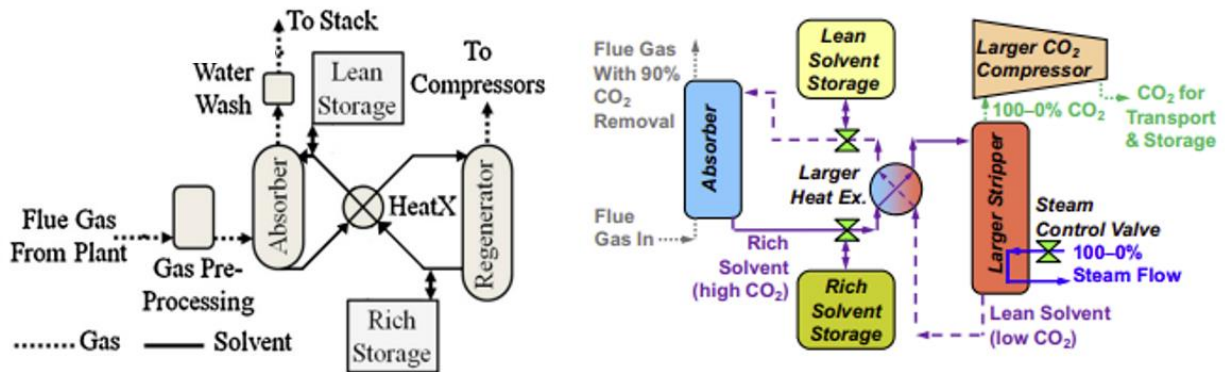 To Stack
Water
Wash
Lean
Storage
To
Compressors
Absorber
HeatX
Regenerator
Flue Gas
From Plant
Gas Pre-
Processing
Rich
Storage
Gas
Solvent
Flue Gas
With 90%
CO₂
Removal
Absorber
Flue
Gas In
Lean
Solvent
Storage
Larger
Heat Ex.
Rich
Solvent
(high CO₂)
Rich
Solvent
Storage
Larger CO₂
Compressor
100–0% CO₂
CO₂ for
Transport
& Storage
Larger Stripper
Steam
Control Valve
100–0%
Steam Flow
Lean Solvent
(low CO₂)